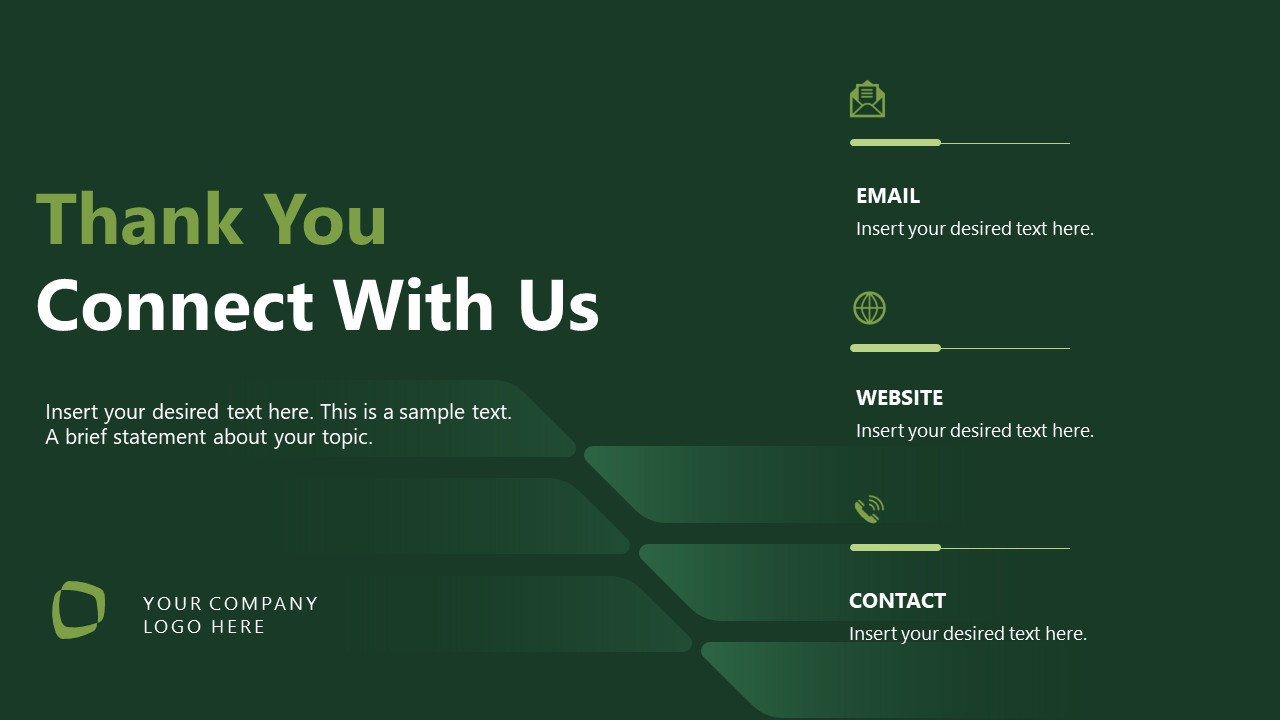 Thank You
Connect With Us
Insert your desired text here. This is a sample text.
A brief statement about your topic.
YOUR COMPANY
LOGO HERE
EMAIL
Insert your desired text here.
WEBSITE
Insert your desired text here.
CONTACT
Insert your desired text here.